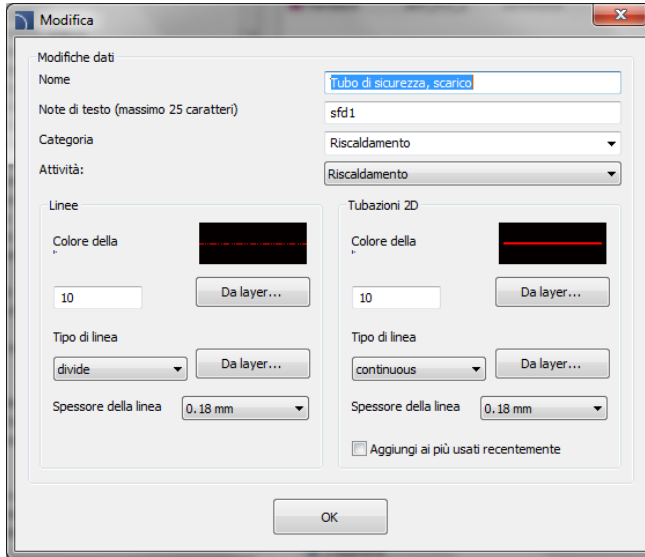 Modifica
Modifiche dati
Nome
Tubo di sicurezza, scarico
Note di testo (massimo 25 caratteri)
sfd1
Categoria
Riscaldamento
Attività:
Riscaldamento
Linee
Colore della
10
Da layer...
Tipo di linea
divide
Da layer...
Spessore della linea
0.18 mm
Tubazioni 2D
Colore della
10
Da layer...
Tipo di linea
continuous
Da layer...
Spessore della linea
0.18 mm
Aggiungi ai più usati recentemente
OK